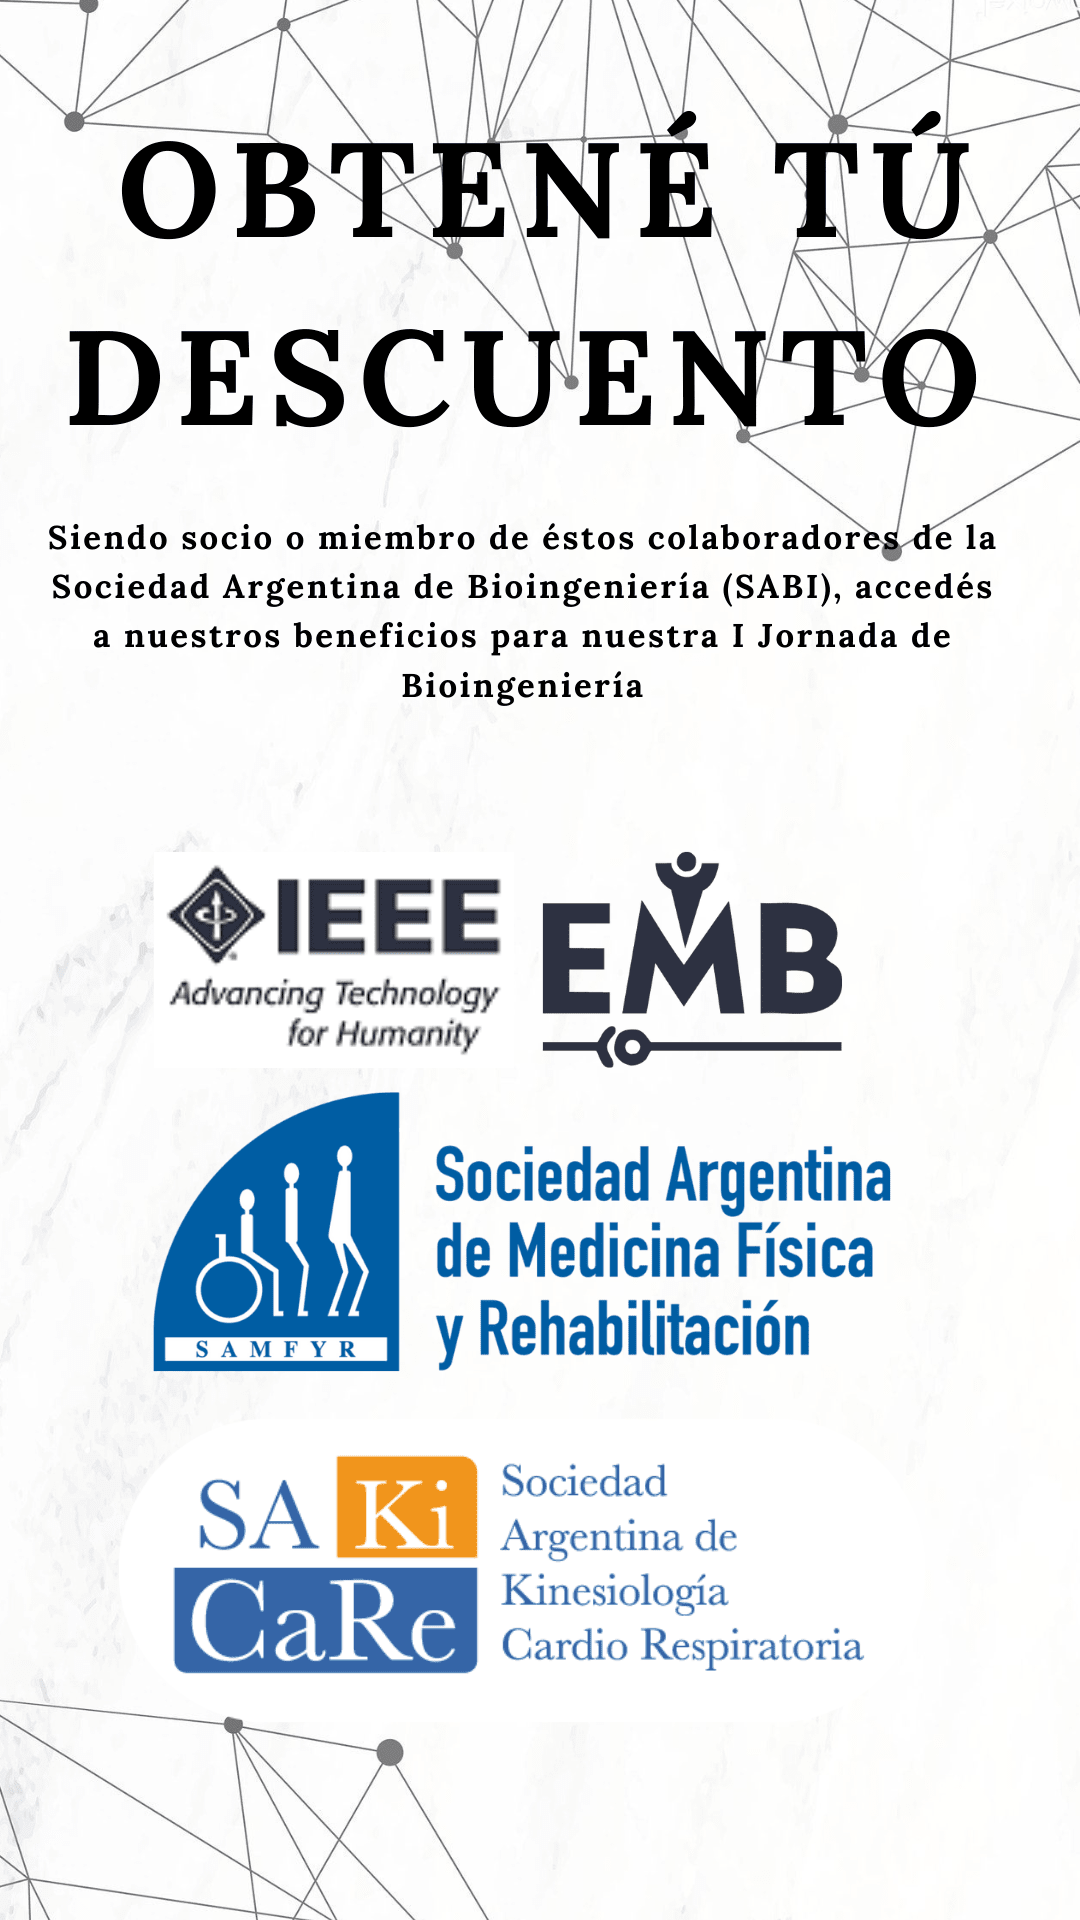 OBTENÉ TÚ
DESCUENTO
Siendo socio o miembro de éstos colaboradores de la
Sociedad Argentina de Bioingeniería (SABI), accedés
a nuestros beneficios para nuestra I Jornada de
Bioingeniería
IEEE
Advancing Technology
for Humanity
EMB
SAMFYR
Sociedad Argentina
de Medicina Física
y Rehabilitación
SA Ki
CaRe
Sociedad
Argentina de
Kinesiología
Cardio Respiratoria